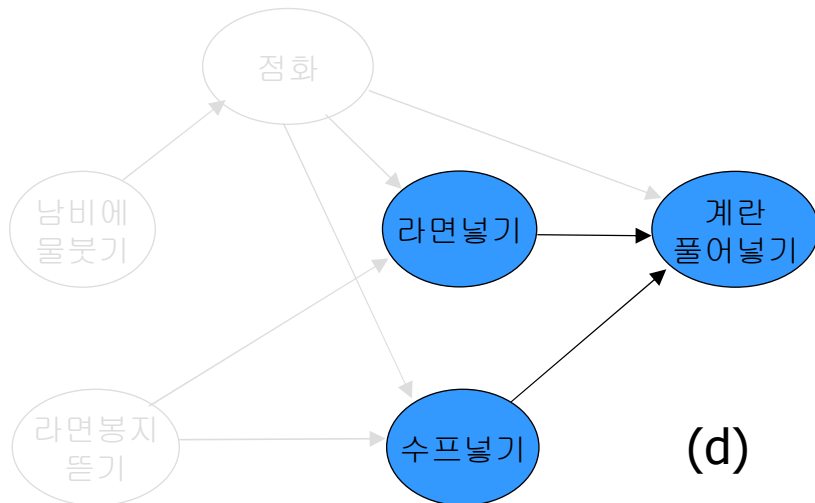 점화
남비에
물붓기
라면넣기
계란
풀어넣기
라면봉지
뜯기
수프넣기
(d)